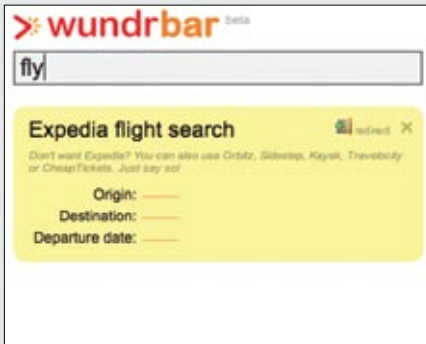 wundrbar beta
fly
Expedia flight search redirect
Don't want Expedia? You can also use Orbitz, Sidestep, Kayak, Travelocity
or CheapTickets. Just say so!
Origin:
Destination:
Departure date: